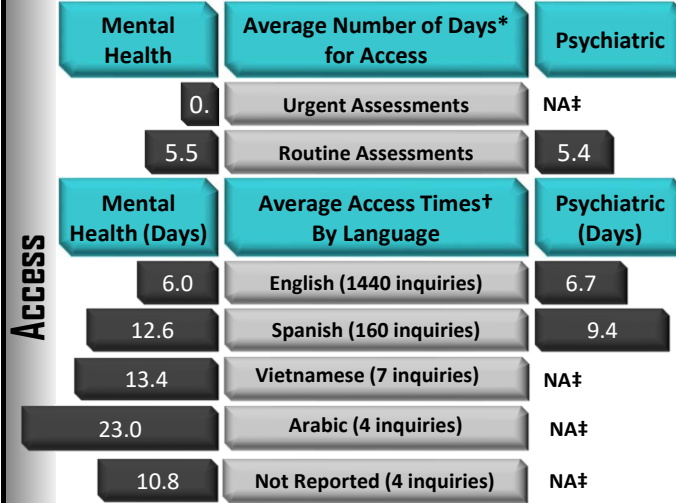 Mental
Health
Average Number of Days*
for Access
Psychiatric
0.
Urgent Assessments
NA‡
5.5
Routine Assessments
5.4
Mental
Health (Days)
Average Access Times†
By Language
Psychiatric
(Days)
6.0
English (1440 inquiries)
6.7
12.6
Spanish (160 inquiries)
9.4
13.4
Vietnamese (7 inquiries)
NA‡
23.0
Arabic (4 inquiries)
NA‡
10.8
Not Reported (4 inquiries)
NA‡
Access